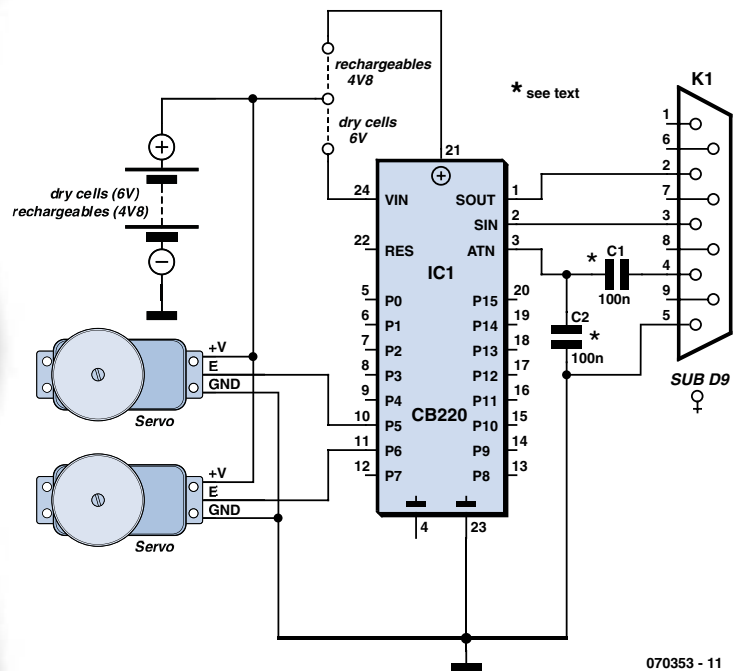 rechargeables
4V8
* see text
K1
dry cells
6V
dry cells (6V)
rechargeables (4V8)
21
24
VIN
SOUT
1
SIN
2
22
RES
ATN
3
IC1
5
P0
P15
20
6
P1
P14
19
7
P2
P13
18
8
P3
P12
17
9
P4
P11
16
CB220
10
P5
P10
15
11
P6
P9
14
12
P7
P8
13
4
23
* C1
100n
C2
*
100n
1
6
2
7
3
8
4
9
5
SUB D9
+V
E
GND
Servo
+V
E
GND
Servo
070353 - 11